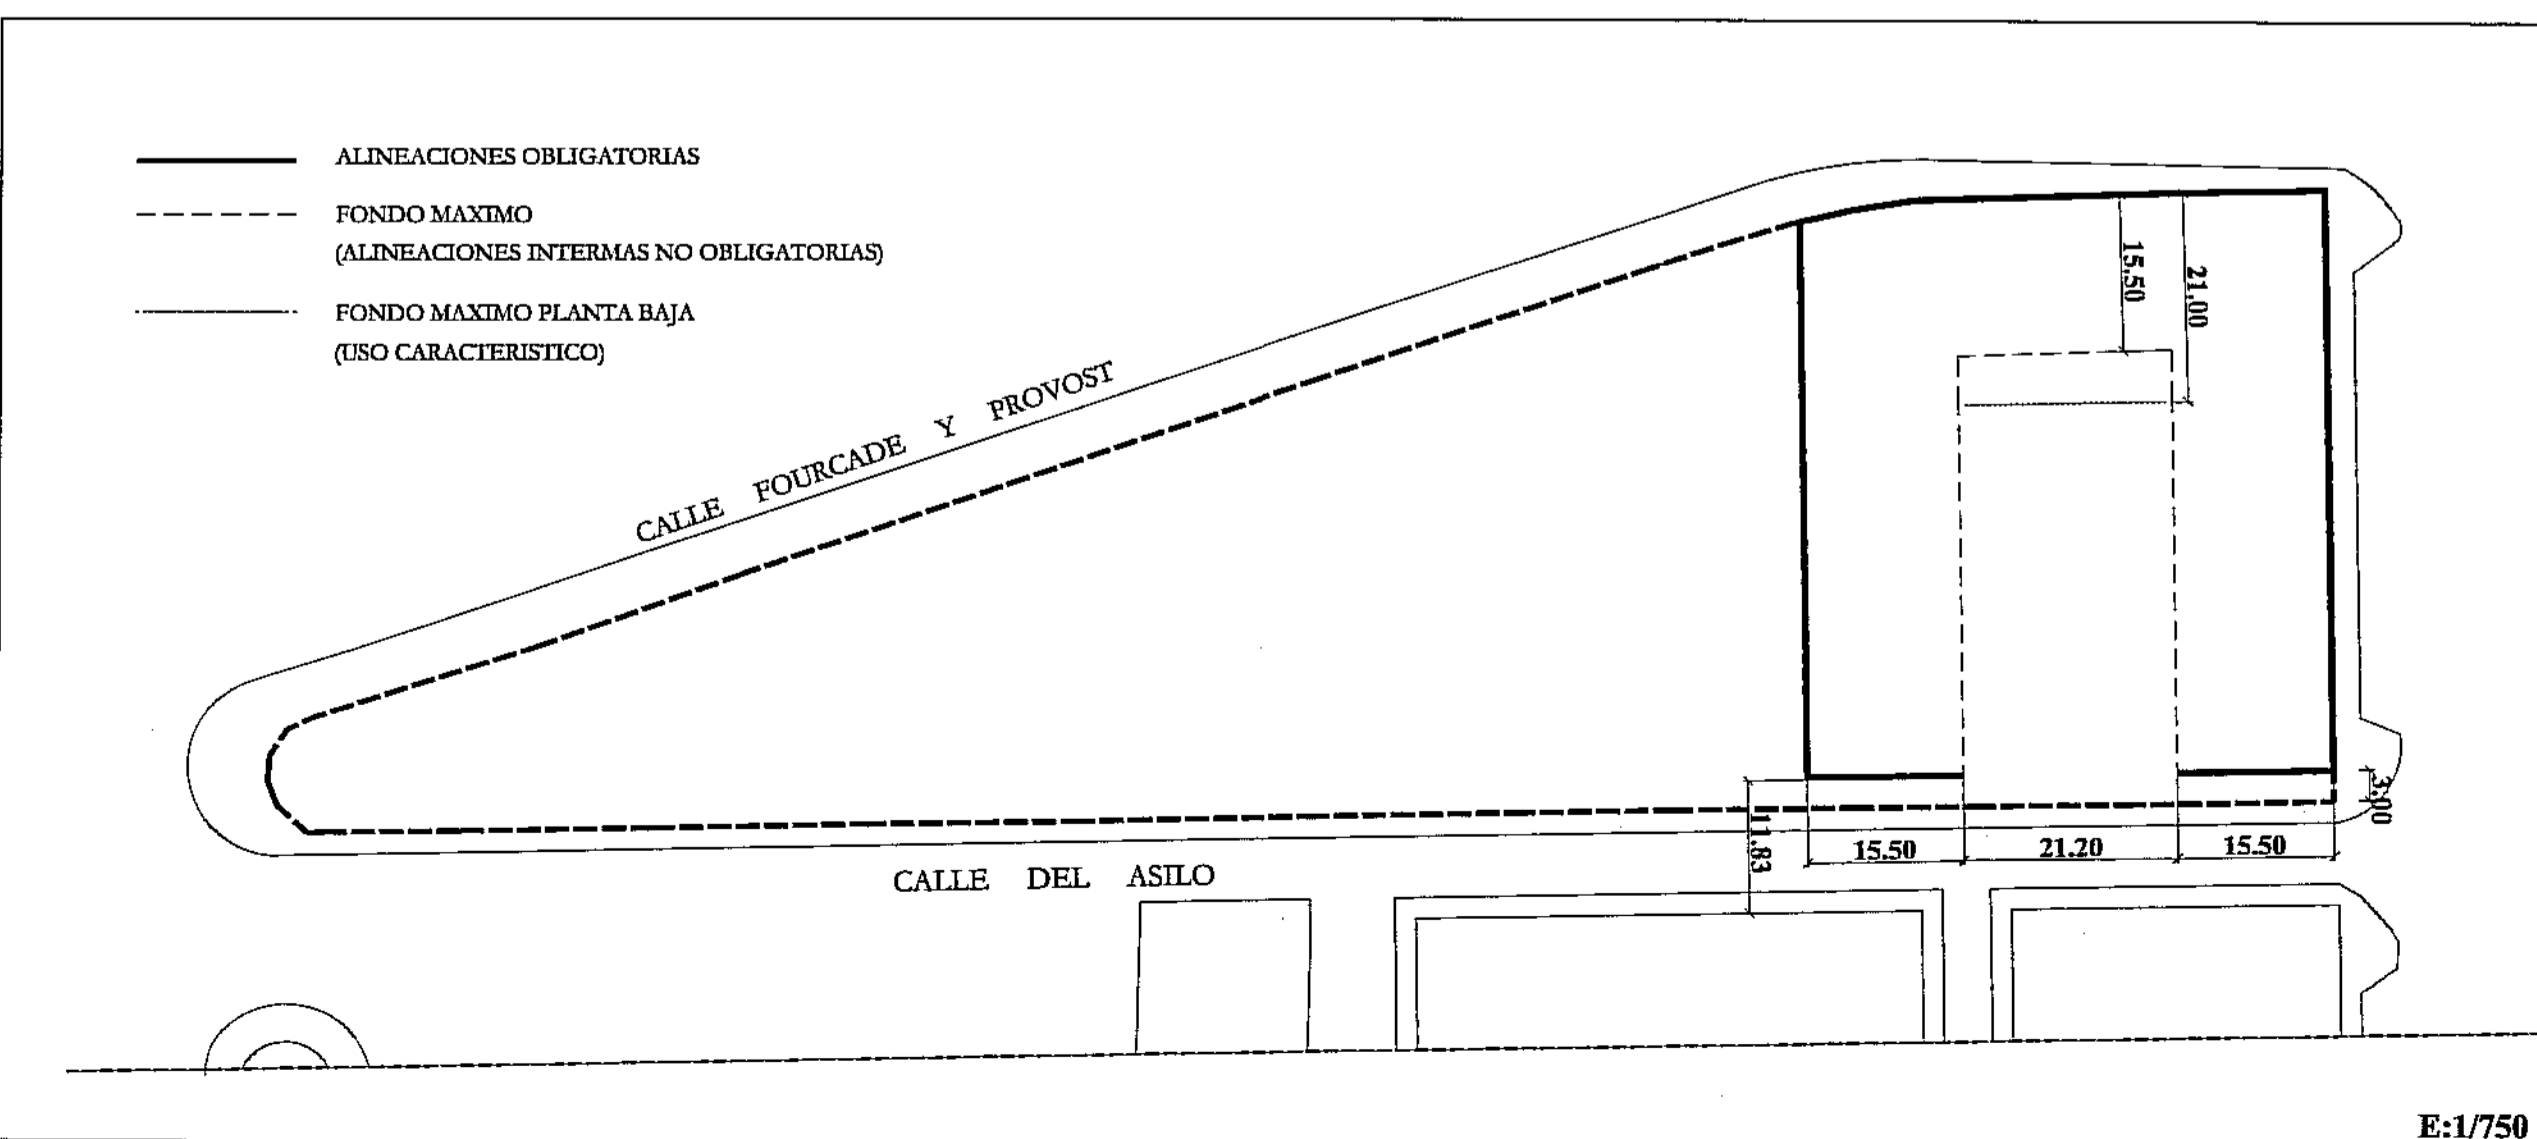 ALINEACIONES OBLIGATORIAS
FONDO MAXIMO
(ALINEACIONES INTERMAS NO OBLIGATORIAS)
FONDO MAXIMO PLANTA BAJA
(USO CARACTERISTICO)
CALLE FOURCADE Y PROVOST
15.50
21.00
3.00
11.83
15.50
21.20
15.50
CALLE DEL ASILO
E:1/750